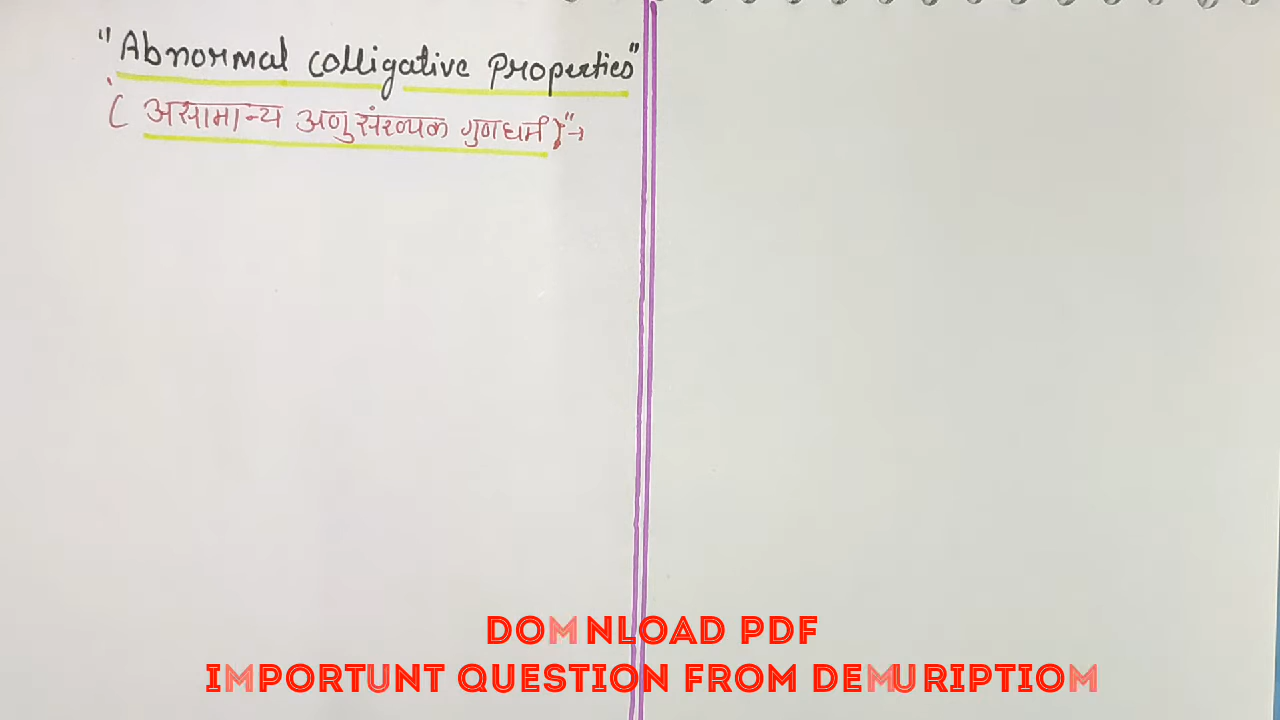 "Abnormal colligative Properties"
( असामान्य अणुसंख्यक गुणधर्म )"→
DOMNLOAD PDF
IMPORTUNT QUESTION FROM DEMURIPTIOM